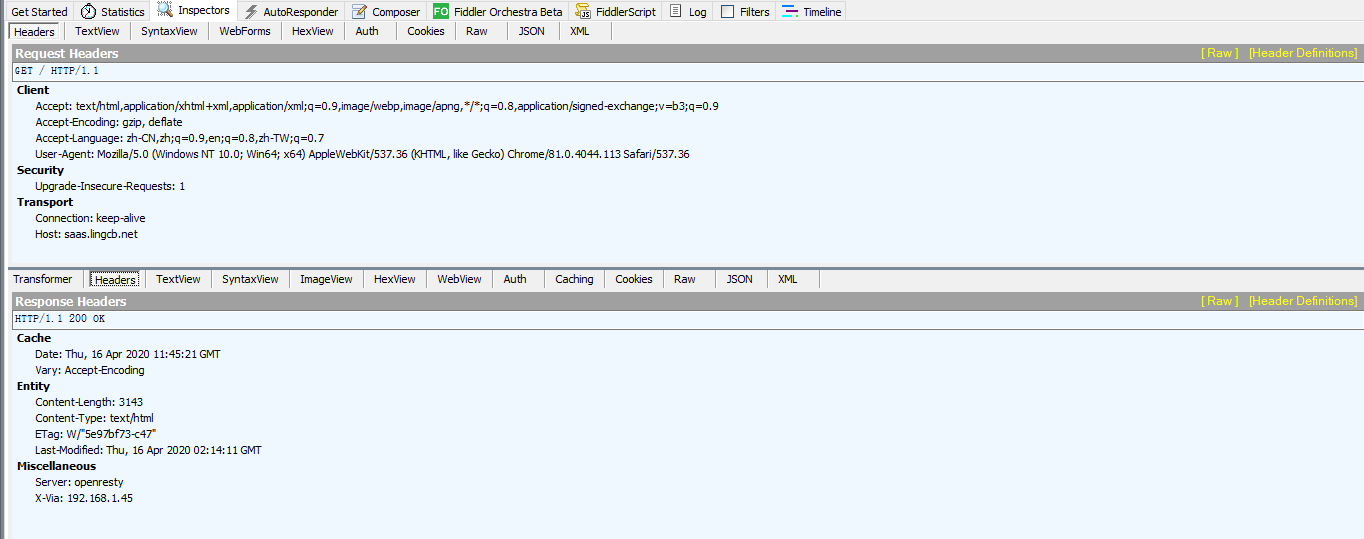 Get Started Statistics Inspectors AutoResponder Composer FO Fiddler Orchestra Beta FiddlerScript Log Filters Timeline
Headers TextView SyntaxView WebForms HexView Auth Cookies Raw JSON XML
Request Headers [ Raw ] [Header Definitions]
GET / HTTP/1.1
Client
Accept: text/html,application/xhtml+xml,application/xml;q=0.9,image/webp,image/apng,*/*;q=0.8,application/signed-exchange;v=b3;q=0.9
Accept-Encoding: gzip, deflate
Accept-Language: zh-CN,zh;q=0.9,en;q=0.8,zh-TW;q=0.7
User-Agent: Mozilla/5.0 (Windows NT 10.0; Win64; x64) AppleWebKit/537.36 (KHTML, like Gecko) Chrome/81.0.4044.113 Safari/537.36
Security
Upgrade-Insecure-Requests: 1
Transport
Connection: keep-alive
Host: saas.lingcb.net
Transformer Headers TextView SyntaxView ImageView HexView WebView Auth Caching Cookies Raw JSON XML
Response Headers [ Raw ] [Header Definitions]
HTTP/1.1 200 OK
Cache
Date: Thu, 16 Apr 2020 11:45:21 GMT
Vary: Accept-Encoding
Entity
Content-Length: 3143
Content-Type: text/html
ETag: W/"5e97bf73-c47"
Last-Modified: Thu, 16 Apr 2020 02:14:11 GMT
Miscellaneous
Server: openresty
X-Via: 192.168.1.45